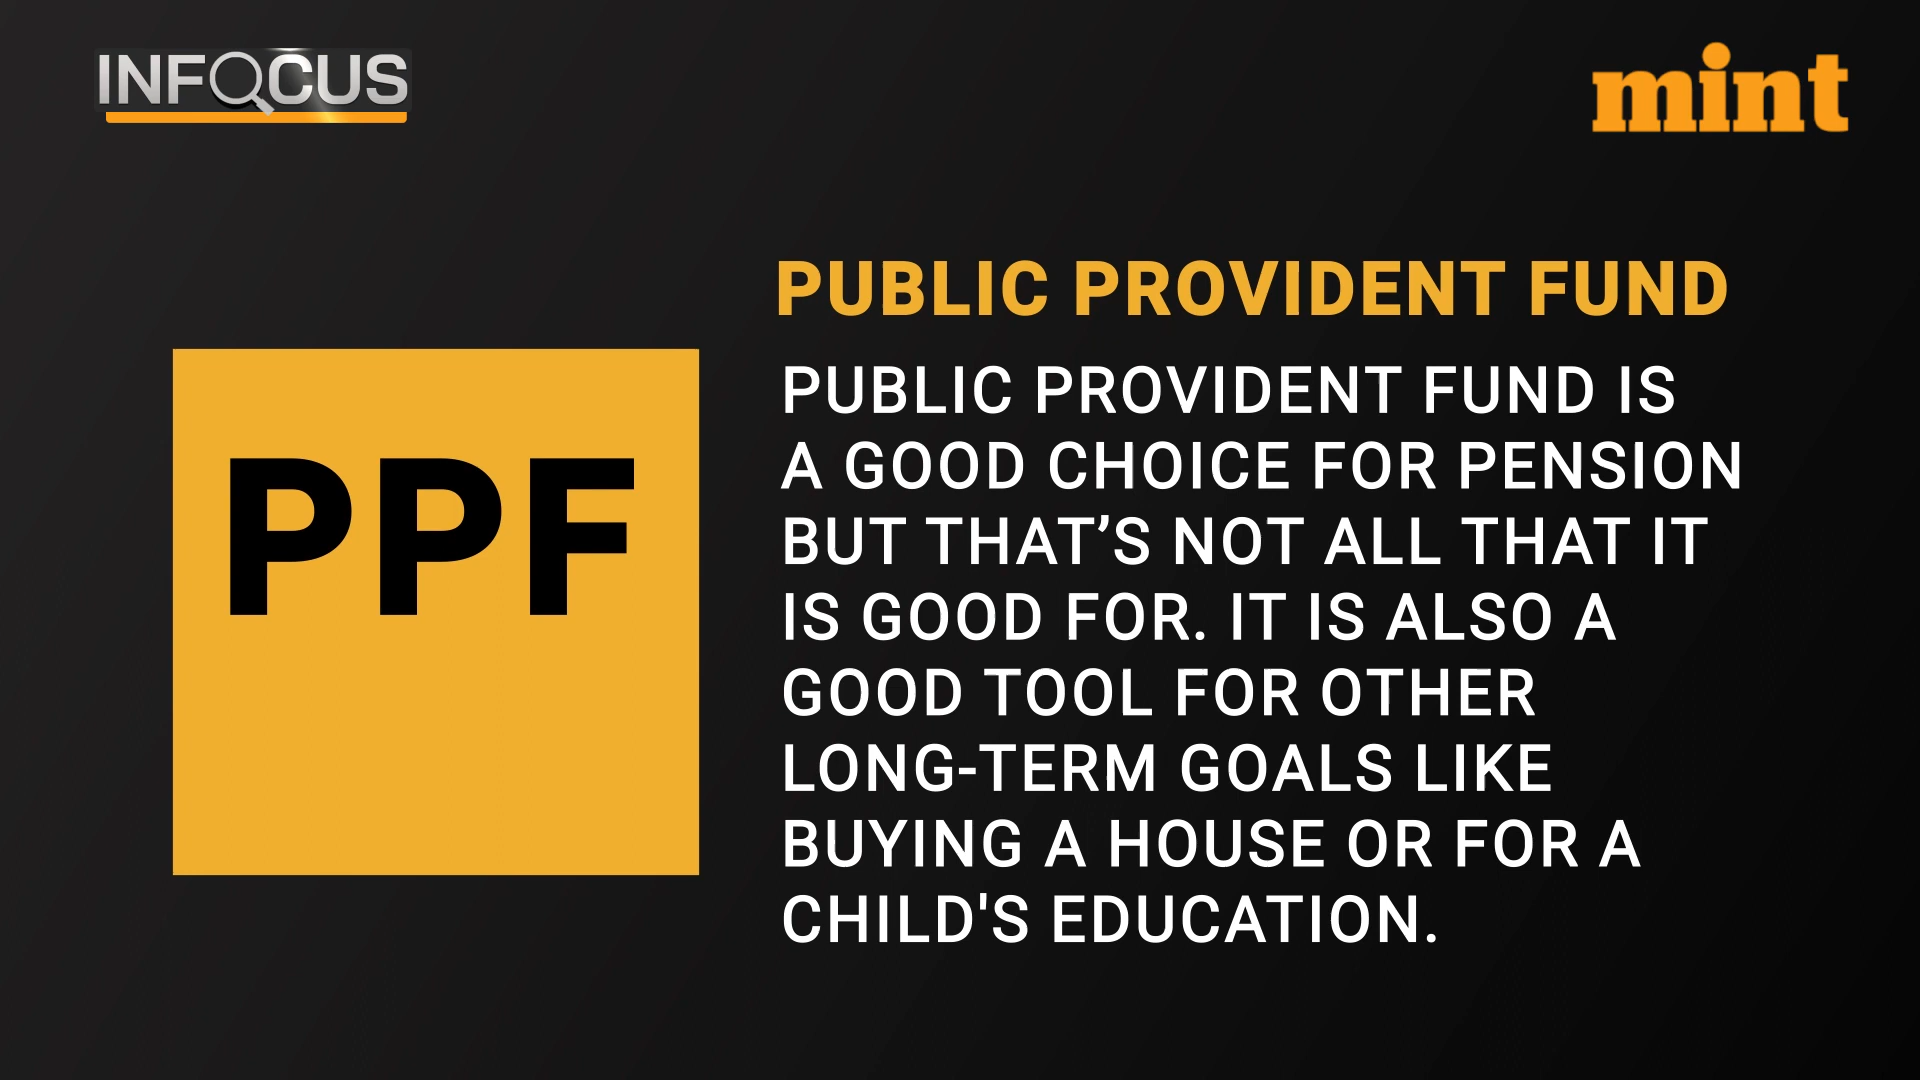 INFOCUS
mint
PUBLIC PROVIDENT FUND
PPF
PUBLIC PROVIDENT FUND IS
A GOOD CHOICE FOR PENSION
BUT THAT’S NOT ALL THAT IT
IS GOOD FOR. IT IS ALSO A
GOOD TOOL FOR OTHER
LONG-TERM GOALS LIKE
BUYING A HOUSE OR FOR A
CHILD'S EDUCATION.